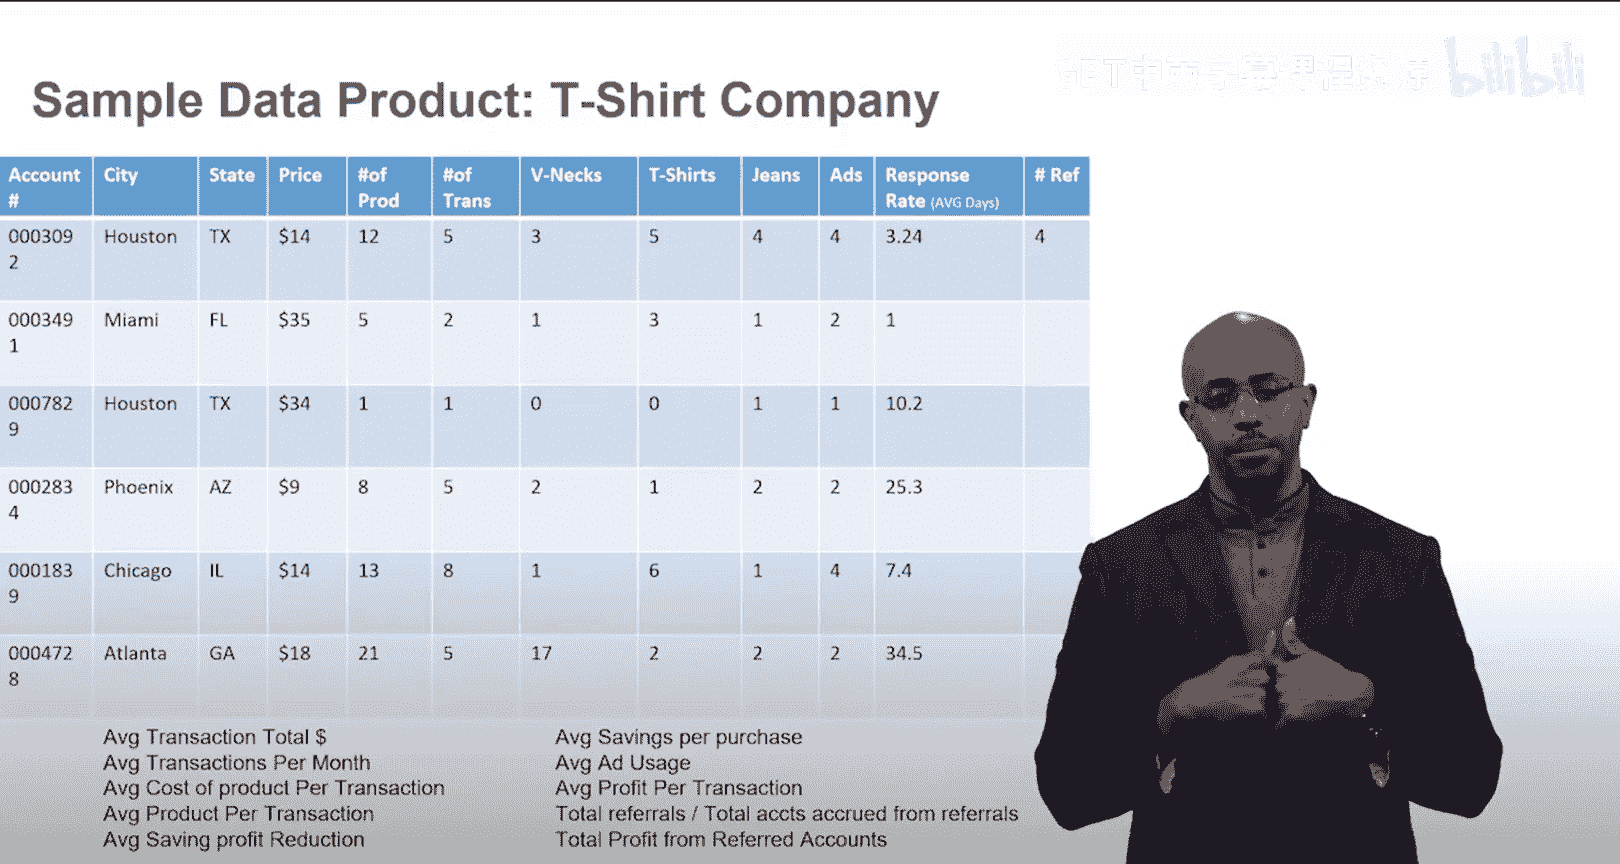 bilibili
Sample Data Product: T-Shirt Company
Account # City State Price #of Prod #of Trans V-Necks T-Shirts Jeans Ads Response Rate (AVG Days) # Ref
0003092 Houston TX $14 12 5 3 5 4 4 3.24 4
0003491 Miami FL $35 5 2 1 3 1 2 1
0007829 Houston TX $34 1 1 0 0 1 1 10.2
0002834 Phoenix AZ $9 8 5 2 1 2 2 25.3
0001839 Chicago IL $14 13 8 1 6 1 4 7.4
0004728 Atlanta GA $18 21 5 17 2 2 2 34.5
Avg Transaction Total $
Avg Transactions Per Month
Avg Cost of product Per Transaction
Avg Product Per Transaction
Avg Saving profit Reduction
Avg Savings per purchase
Avg Ad Usage
Avg Profit Per Transaction
Total referrals / Total accts accrued from referrals
Total Profit from Referred Accounts